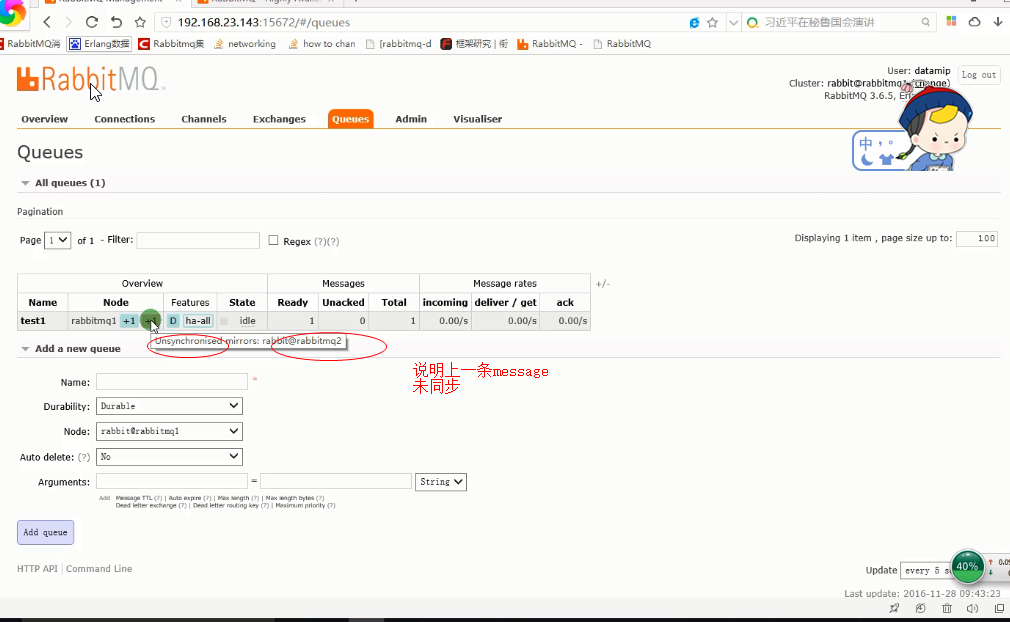 192.168.23.143:15672/#/queues
习近平在秘鲁国会演讲
RabbitMQ消
Erlang数据
Rabbitmq集
networking
how to chan
[rabbitmq-d
框架研究 | 衔
RabbitMQ -
RabbitMQ
RabbitMQ
User: datamip
Log out
Cluster: rabbit@rabbitmq1 (change)
RabbitMQ 3.6.5,
Overview Connections Channels Exchanges Queues Admin Visualiser
中
Queues
All queues (1)
Pagination
Page 1 of 1 - Filter: Regex (?)(?)
Displaying 1 item , page size up to: 100
Overview Messages Message rates +/-
Name Node Features State Ready Unacked Total incoming deliver / get ack
test1 rabbitmq1 +1 +1 D ha-all idle 1 0 1 0.00/s 0.00/s 0.00/s
Unsynchronised mirrors: rabbit@rabbitmq2
Add a new queue
说明上一条message
未同步
Name: *
Durability: Durable
Node: rabbit@rabbitmq1
Auto delete: (?) No
Arguments: = String
Add Message TTL (?) | Auto expire (?) | Max length (?) | Max length bytes (?)
Dead letter exchange (?) | Dead letter routing key (?) | Maximum priority (?)
Add queue
HTTP API Command Line
Update every 5 s
40%
Last update: 2016-11-28 09:43:23